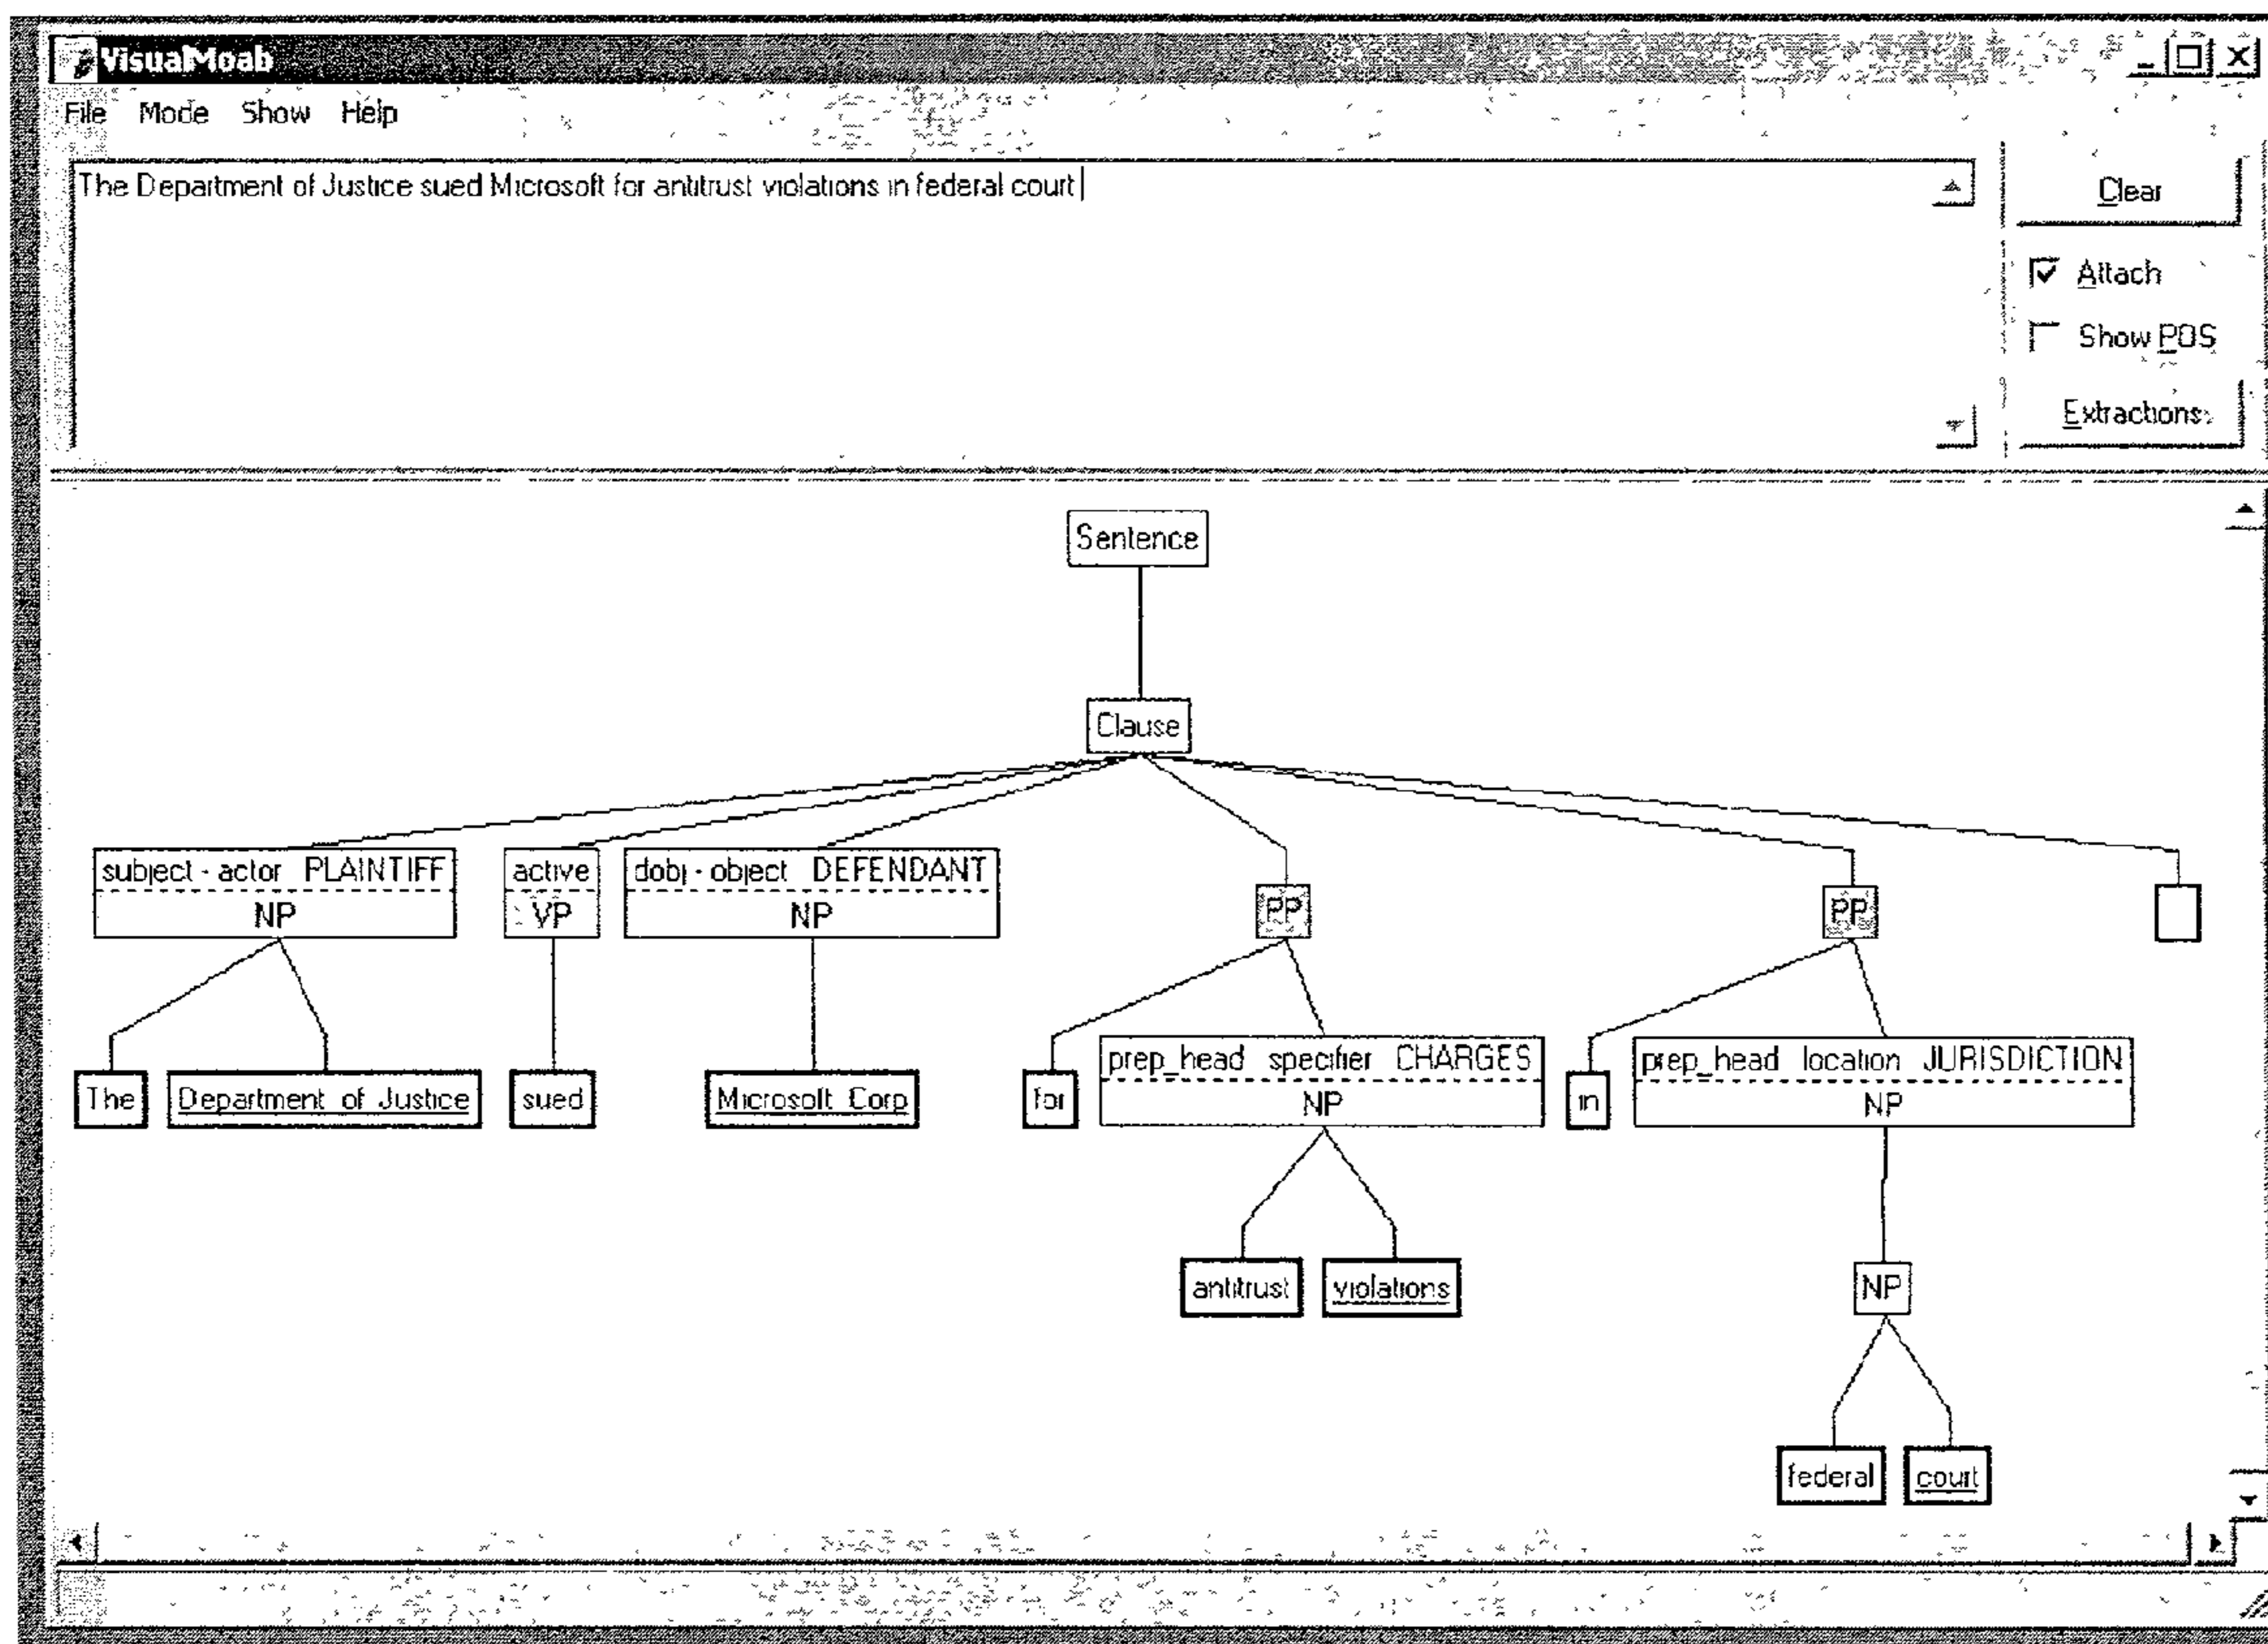 VisualMoab
File Mode Show Help
The Department of Justice sued Microsoft for antitrust violations in federal court
Clear
Attach
Show POS
Extractions
Sentence
Clause
subject - actor PLAINTIFF
NP
active
VP
dobj - object DEFENDANT
NP
PP
PP
The
Department of Justice
sued
Microsoft Corp
for
prep_head specifier CHARGES
NP
in
prep_head location JURISDICTION
NP
antitrust
violations
NP
federal
court